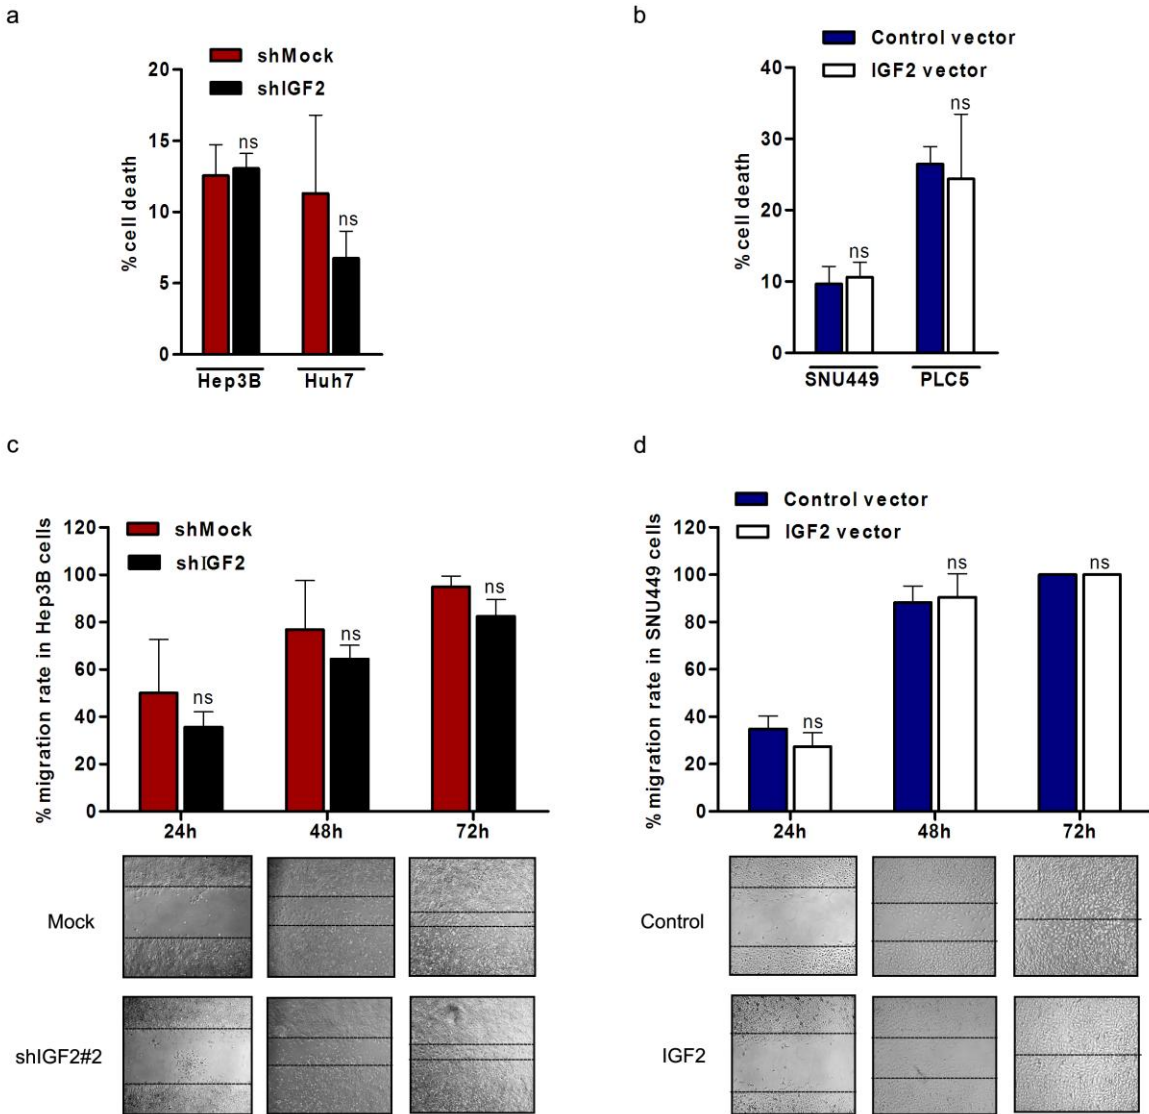 a
shMock
shIGF2
20
15
10
5
0
% cell death
ns
ns
Hep3B
Huh7
b
Control vector
IGF2 vector
40
30
20
10
0
% cell death
ns
ns
SNU449
PLC5
c
shMock
shIGF2
120
100
80
60
40
20
0
% migration rate in Hep3B cells
ns
ns
ns
24h
48h
72h
Mock
shIGF2#2
d
Control vector
IGF2 vector
120
100
80
60
40
20
0
% migration rate in SNU449 cells
ns
ns
ns
24h
48h
72h
Control
IGF2